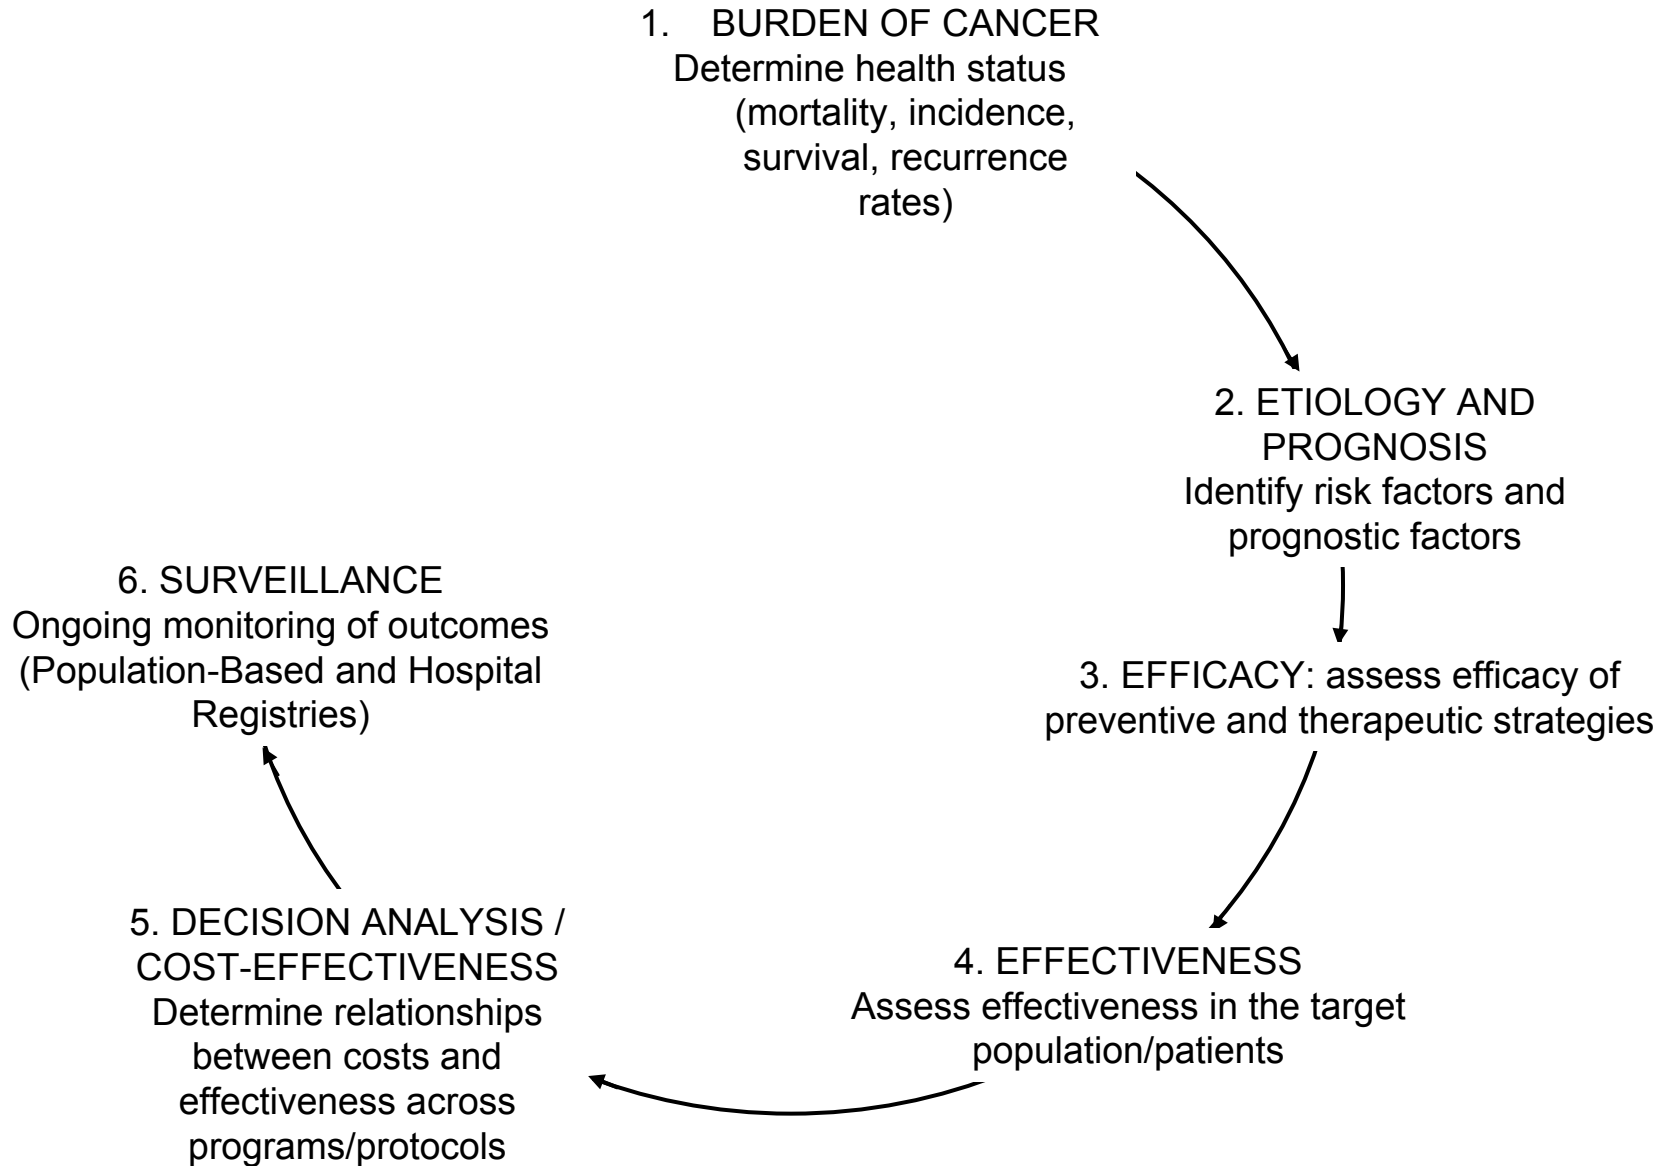 1. BURDEN OF CANCER
Determine health status
(mortality, incidence,
survival, recurrence
rates)
2. ETIOLOGY AND
PROGNOSIS
Identify risk factors and
prognostic factors
3. EFFICACY: assess efficacy of
preventive and therapeutic strategies
4. EFFECTIVENESS
Assess effectiveness in the target
population/patients
5. DECISION ANALYSIS /
COST-EFFECTIVENESS
Determine relationships
between costs and
effectiveness across
programs/protocols
6. SURVEILLANCE
Ongoing monitoring of outcomes
(Population-Based and Hospital
Registries)